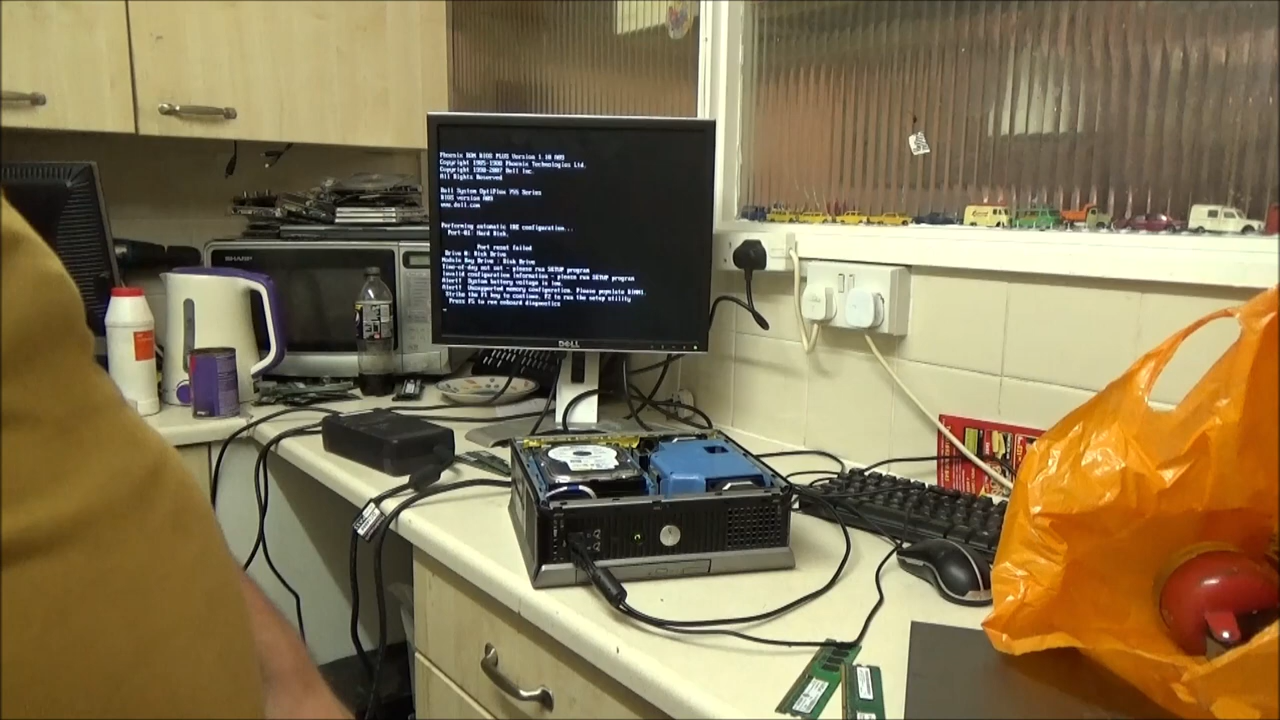 Phoenix ROM BIOS PLUS Version 1.10 A09
Copyright 1985-1988 Phoenix Technologies Ltd.
Copyright 1990-2007 Dell Inc.
All Rights Reserved
Dell System OptiPlex 755 Series
BIOS version A09
www.dell.com
Performing automatic IDE configuration...
Port-01: Hard Disk,
Port reset failed
Drive 0: Disk Drive
Module Bay Drive : Disk Drive
Time-of-day not set - please run SETUP program
Invalid configuration information - please run SETUP program
Alert! System battery voltage is low.
Alert! Unsupported memory configuration. Please populate DIMM1.
Strike the F1 key to continue, F2 to run the setup utility
Press F5 to run onboard diagnostics
DELL
SHARP